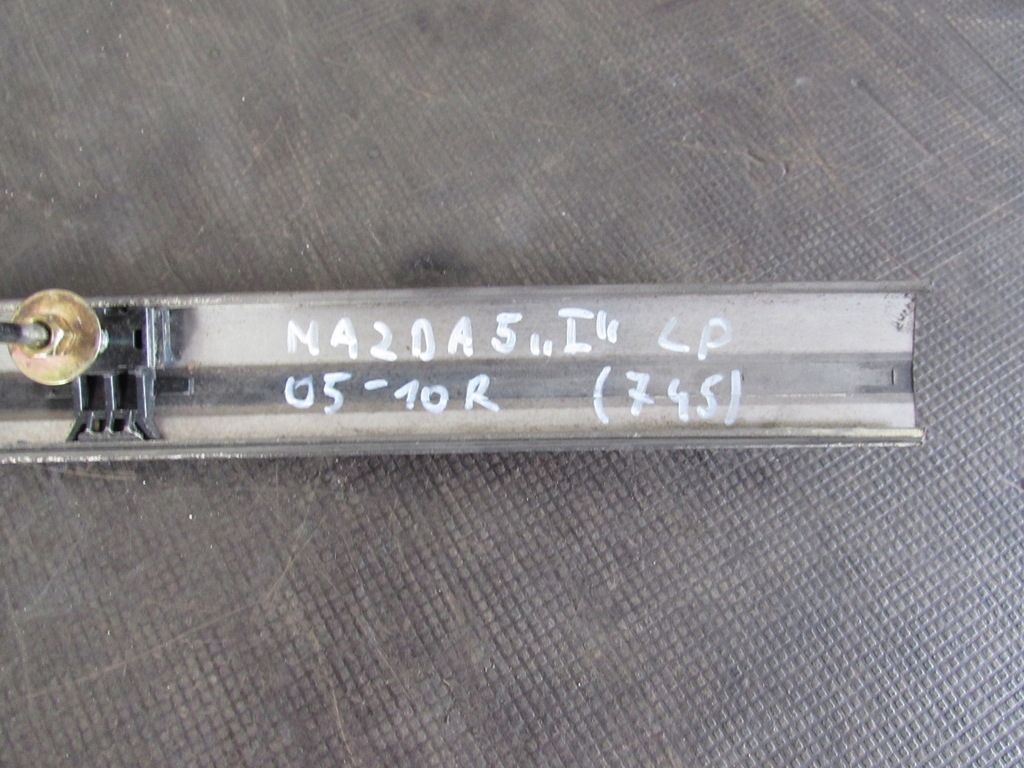 MAZDA 5 „I" LP
05-10R (745)